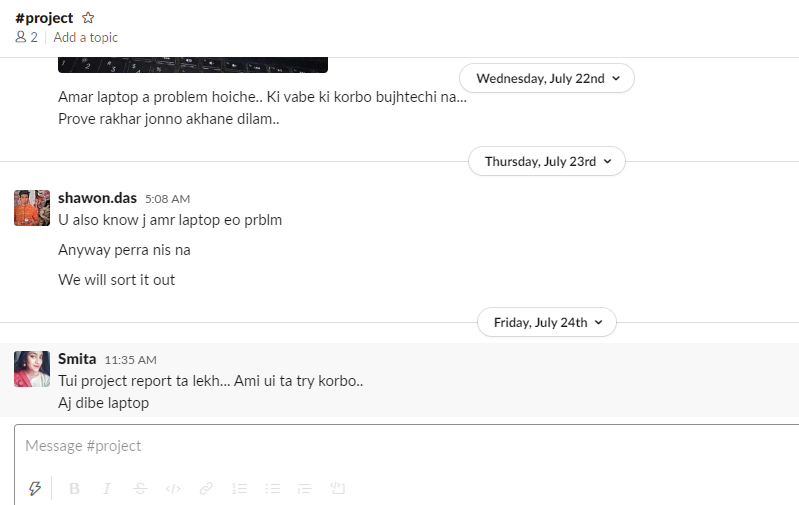 #project
2 Add a topic
Wednesday, July 22nd
Amar laptop a problem hoiche.. Ki vabe ki korbo bujhtechi na...
Prove rakhar jonno akhane dilam..
Thursday, July 23rd
shawon.das 5:08 AM
U also know j amr laptop eo prblm
Anyway perra nis na
We will sort it out
Friday, July 24th
Smita 11:35 AM
Tui project report ta lekh... Ami ui ta try korbo..
Aj dibe laptop
Message #project